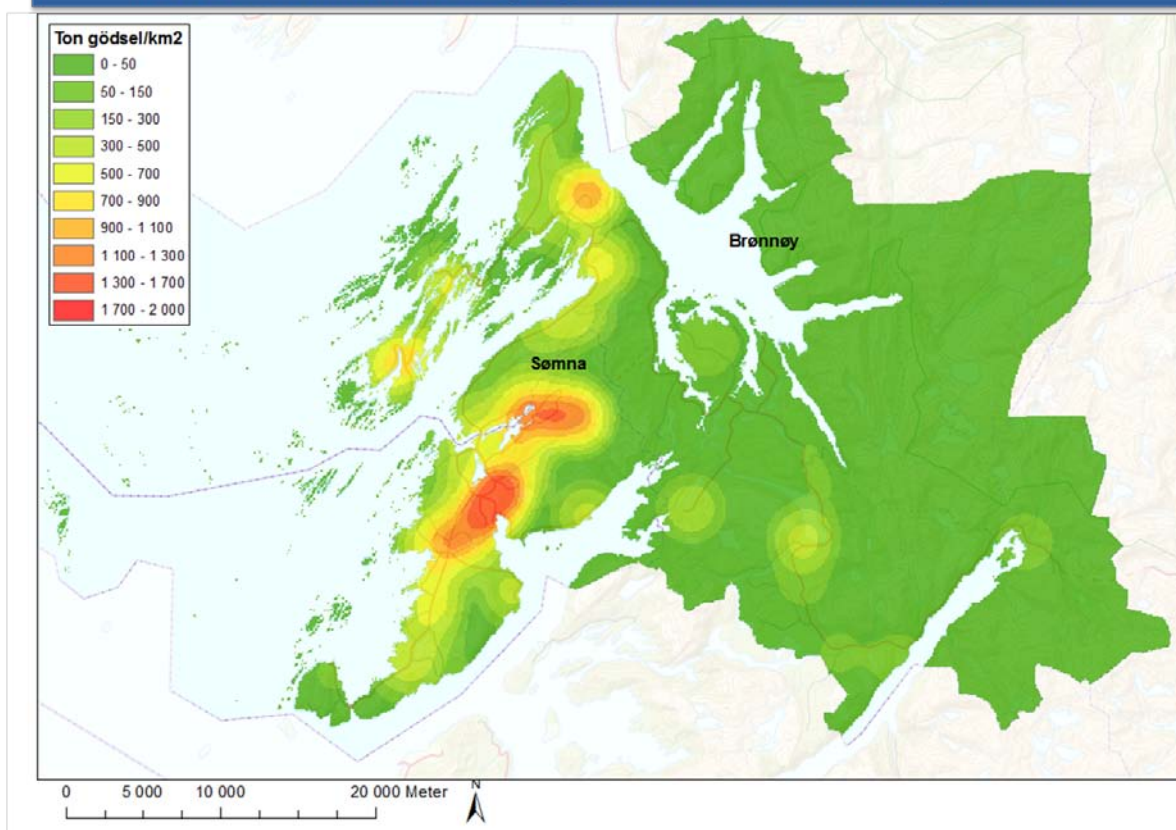 Ton gödsel/km2
0 - 50
50 - 150
150 - 300
300 - 500
500 - 700
700 - 900
900 - 1 100
1 100 - 1 300
1 300 - 1 700
1 700 - 2 000
Brønnøy
Sømna
0 5 000 10 000 20 000 Meter
N